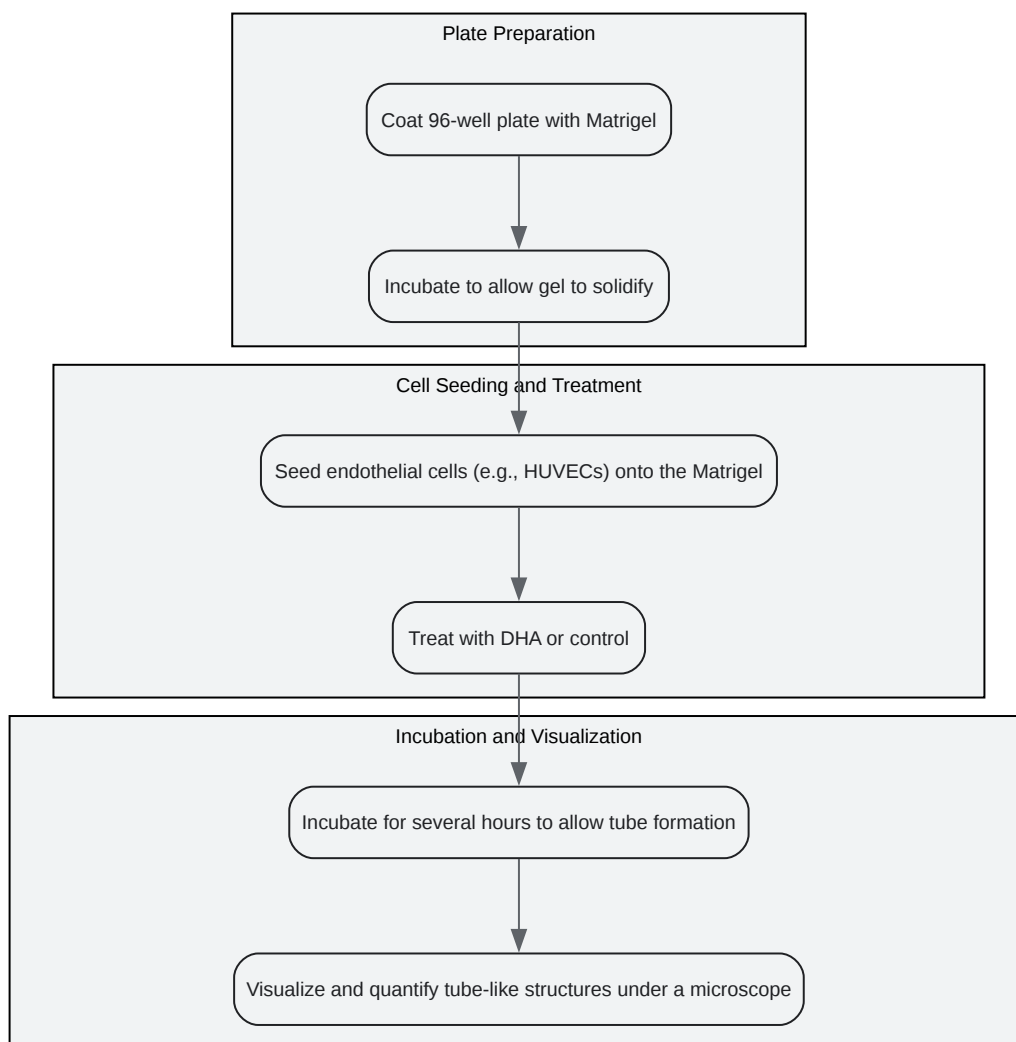 Plate Preparation
Coat 96-well plate with Matrigel
Incubate to allow gel to solidify
Cell Seeding and Treatment
Seed endothelial cells (e.g., HUVECs) onto the Matrigel
Treat with DHA or control
Incubation and Visualization
Incubate for several hours to allow tube formation
Visualize and quantify tube-like structures under a microscope